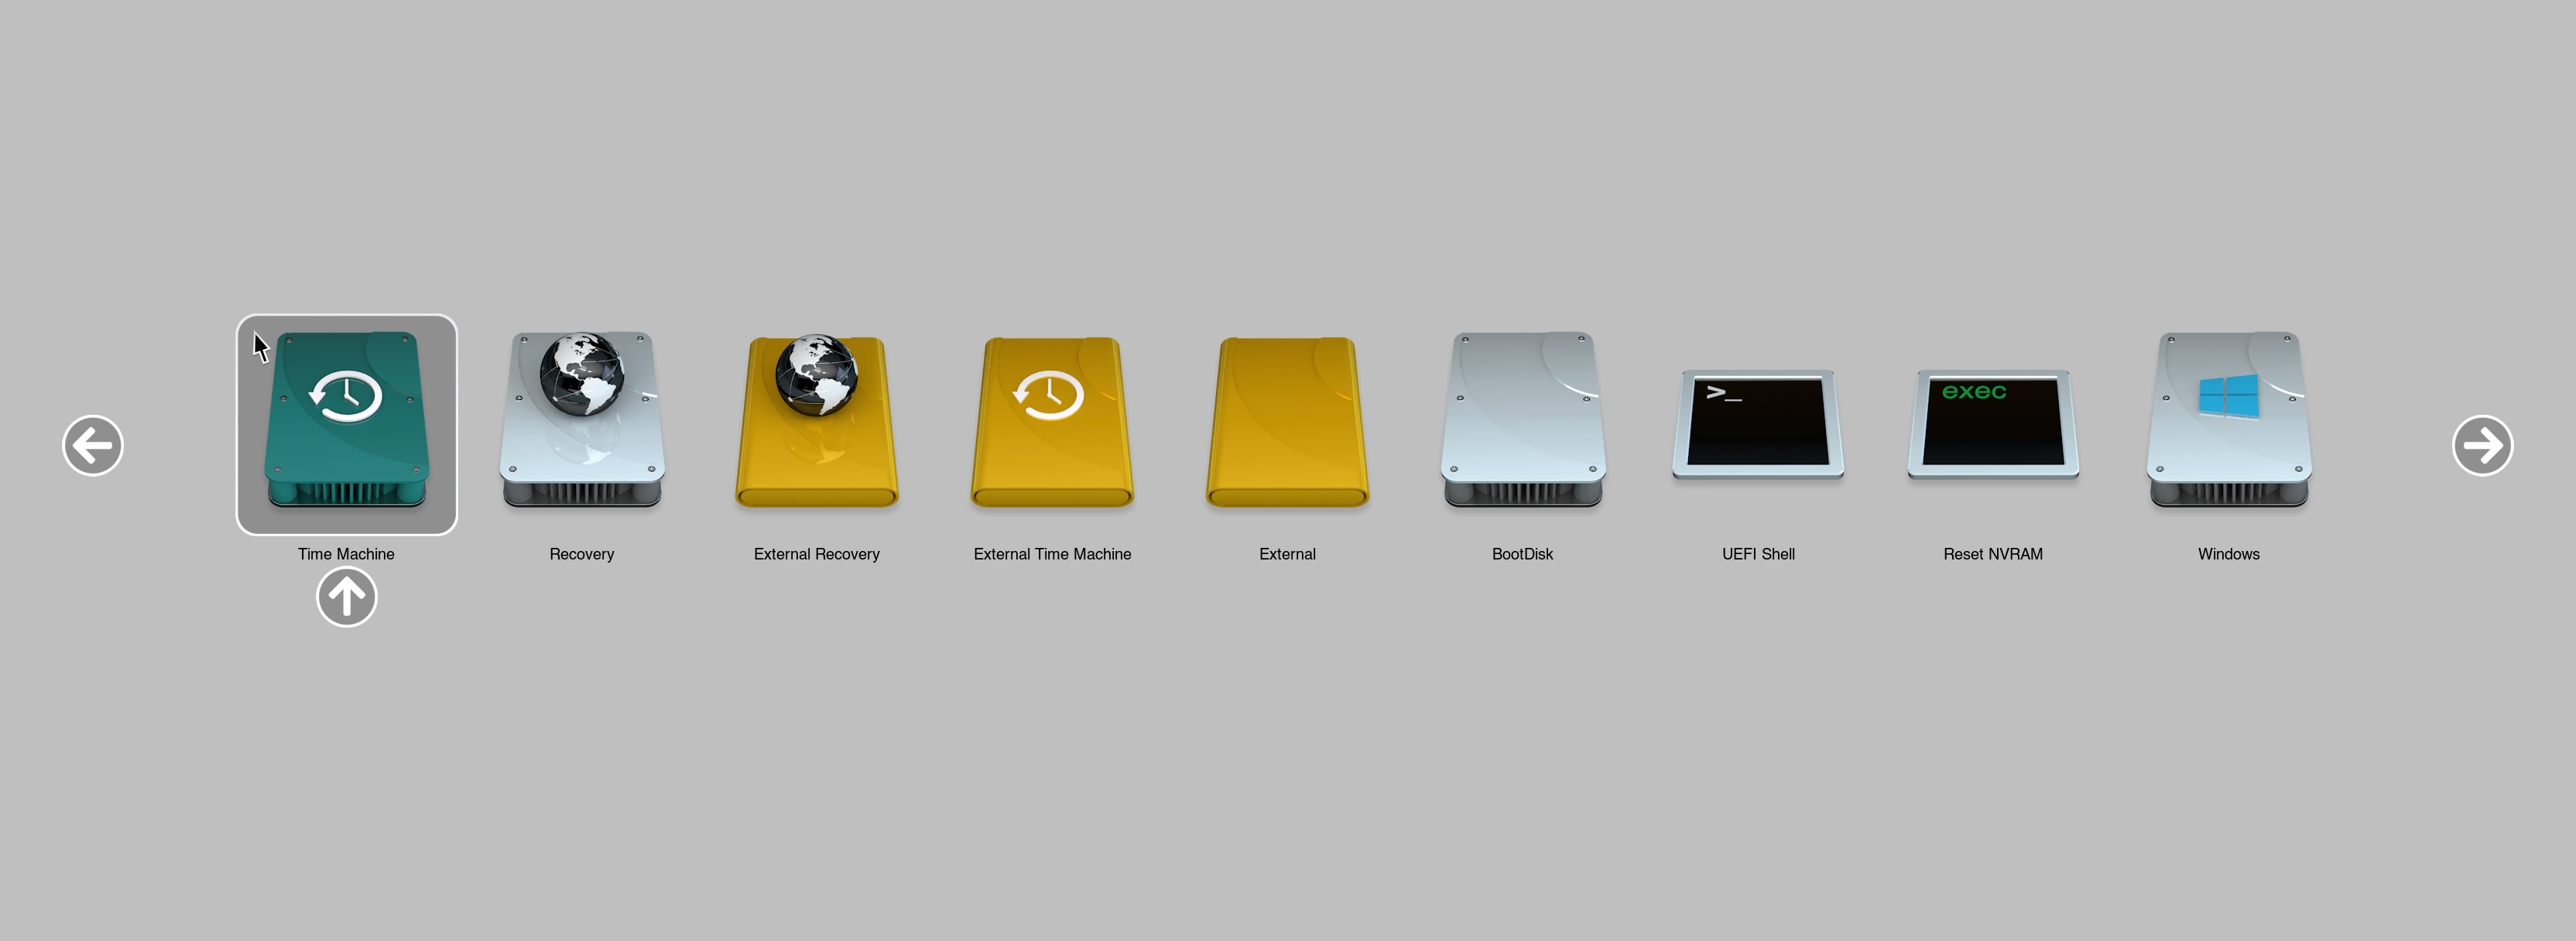 >_
exec
Time Machine
Recovery
External Recovery
External Time Machine
External
BootDisk
UEFI Shell
Reset NVRAM
Windows